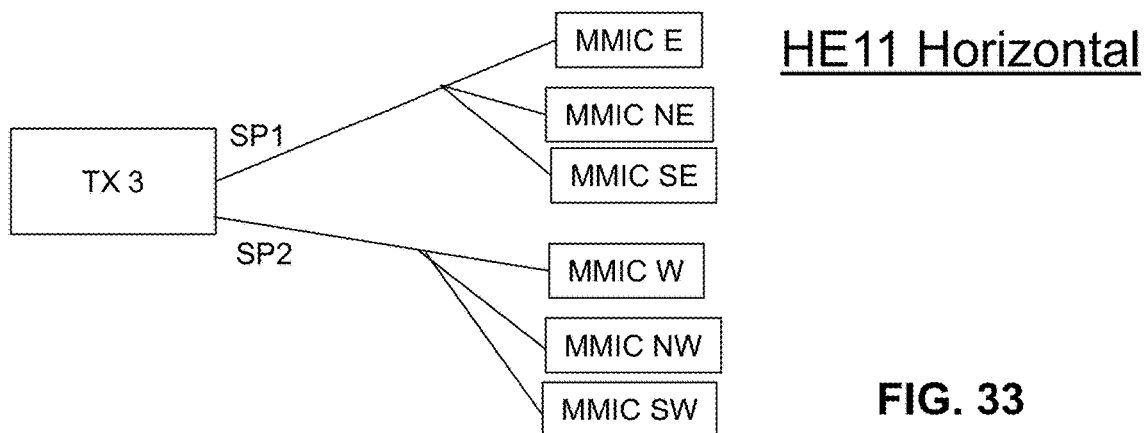 HE11 Horizontal
MMIC E
MMIC NE
SP1
TX 3
MMIC SE
SP2
MMIC W
MMIC NW
MMIC SW
FIG. 33